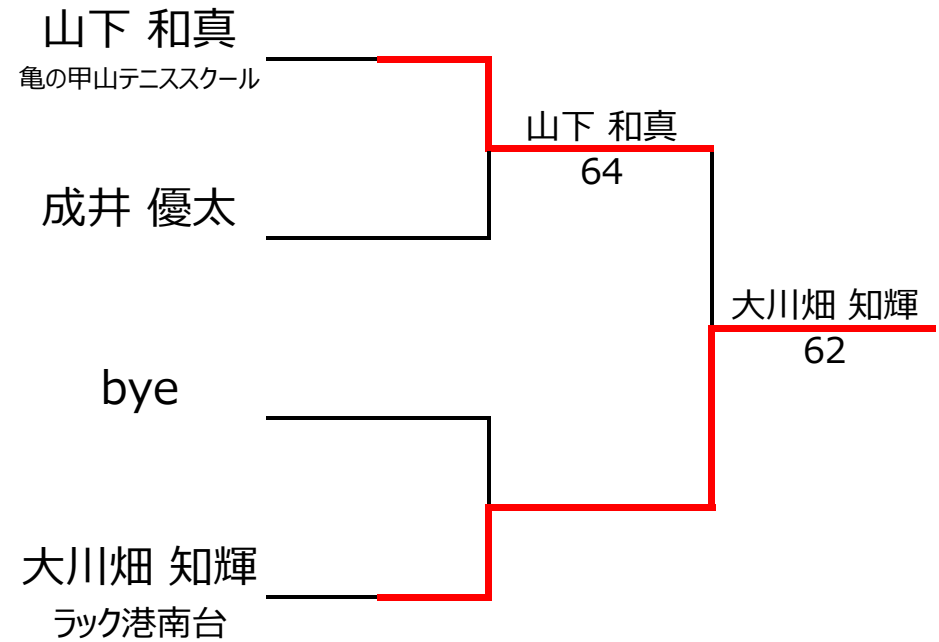 山下 和真
亀の甲山テニススクール
山下 和真
64
成井 優太
大川畑 知輝
62
bye
大川畑 知輝
ラック港南台